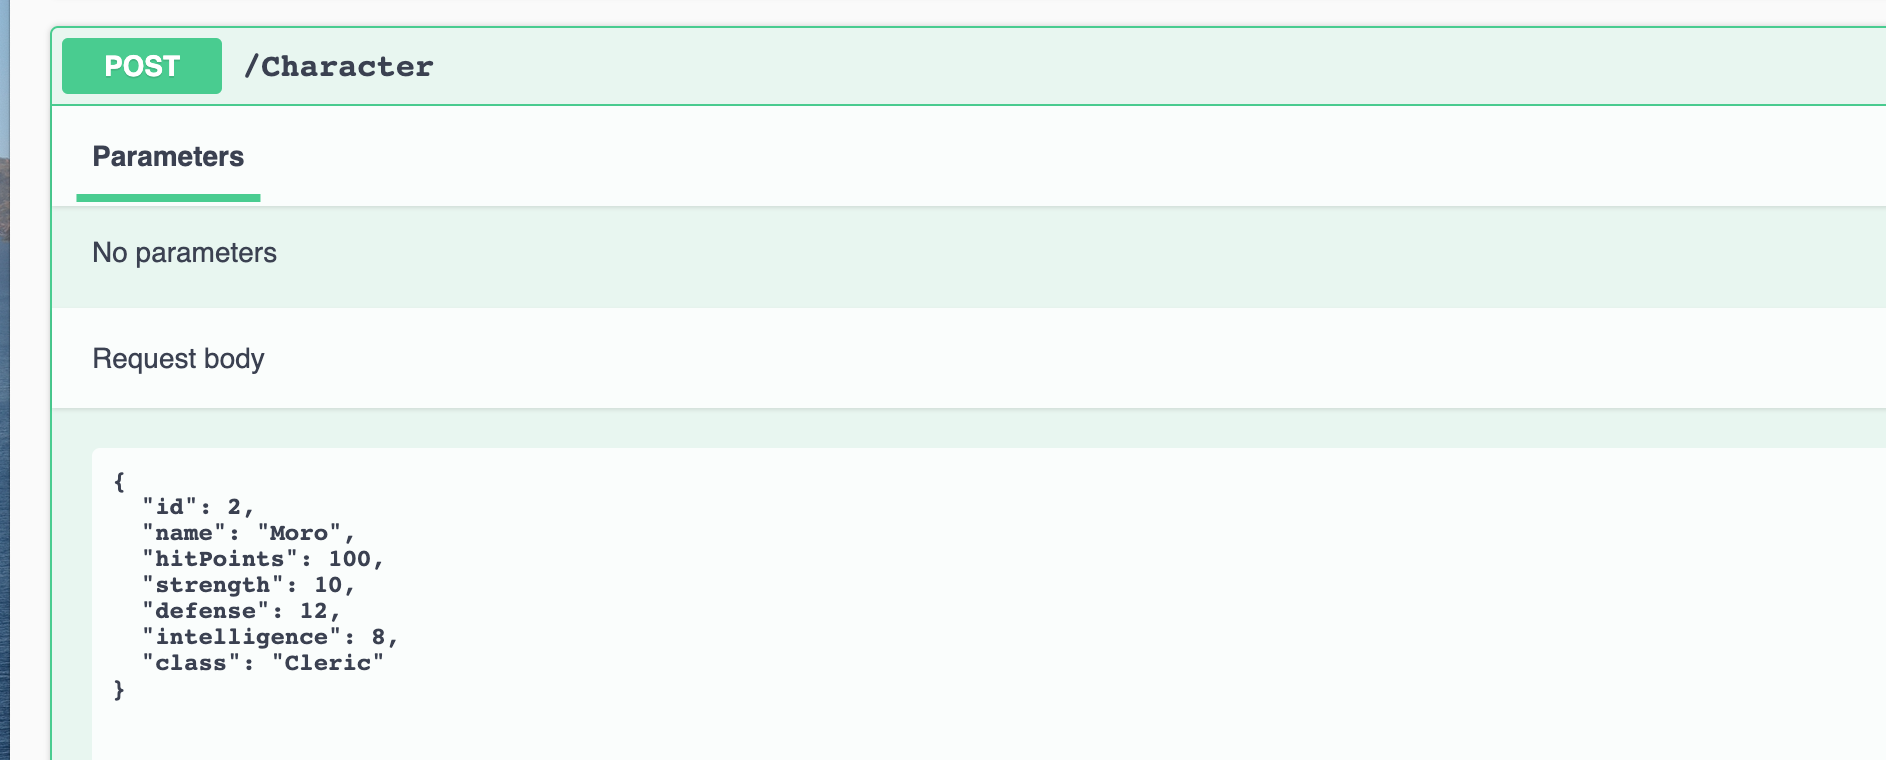 POST /Character
Parameters
No parameters
Request body
{
"id": 2,
"name": "Moro",
"hitPoints": 100,
"strength": 10,
"defense": 12,
"intelligence": 8,
"class": "Cleric"
}